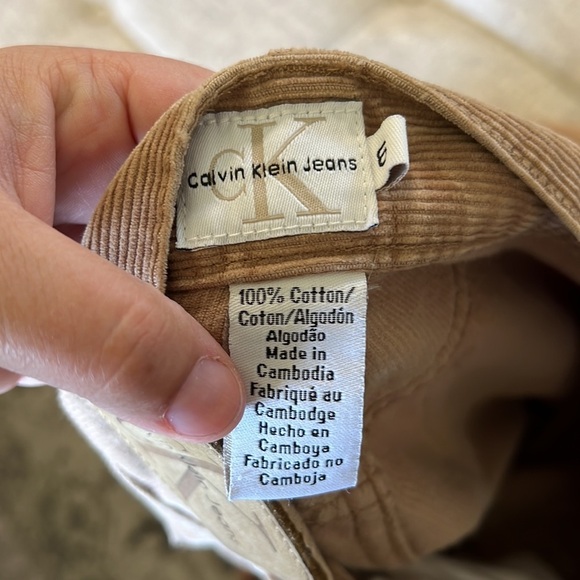 CK
Calvin Klein Jeans
100% Cotton/
Coton/Algodón
Algodão
Made in
Cambodia
Fabriqué au
Cambodge
Hecho en
Camboya
Fabricado no
Camboja